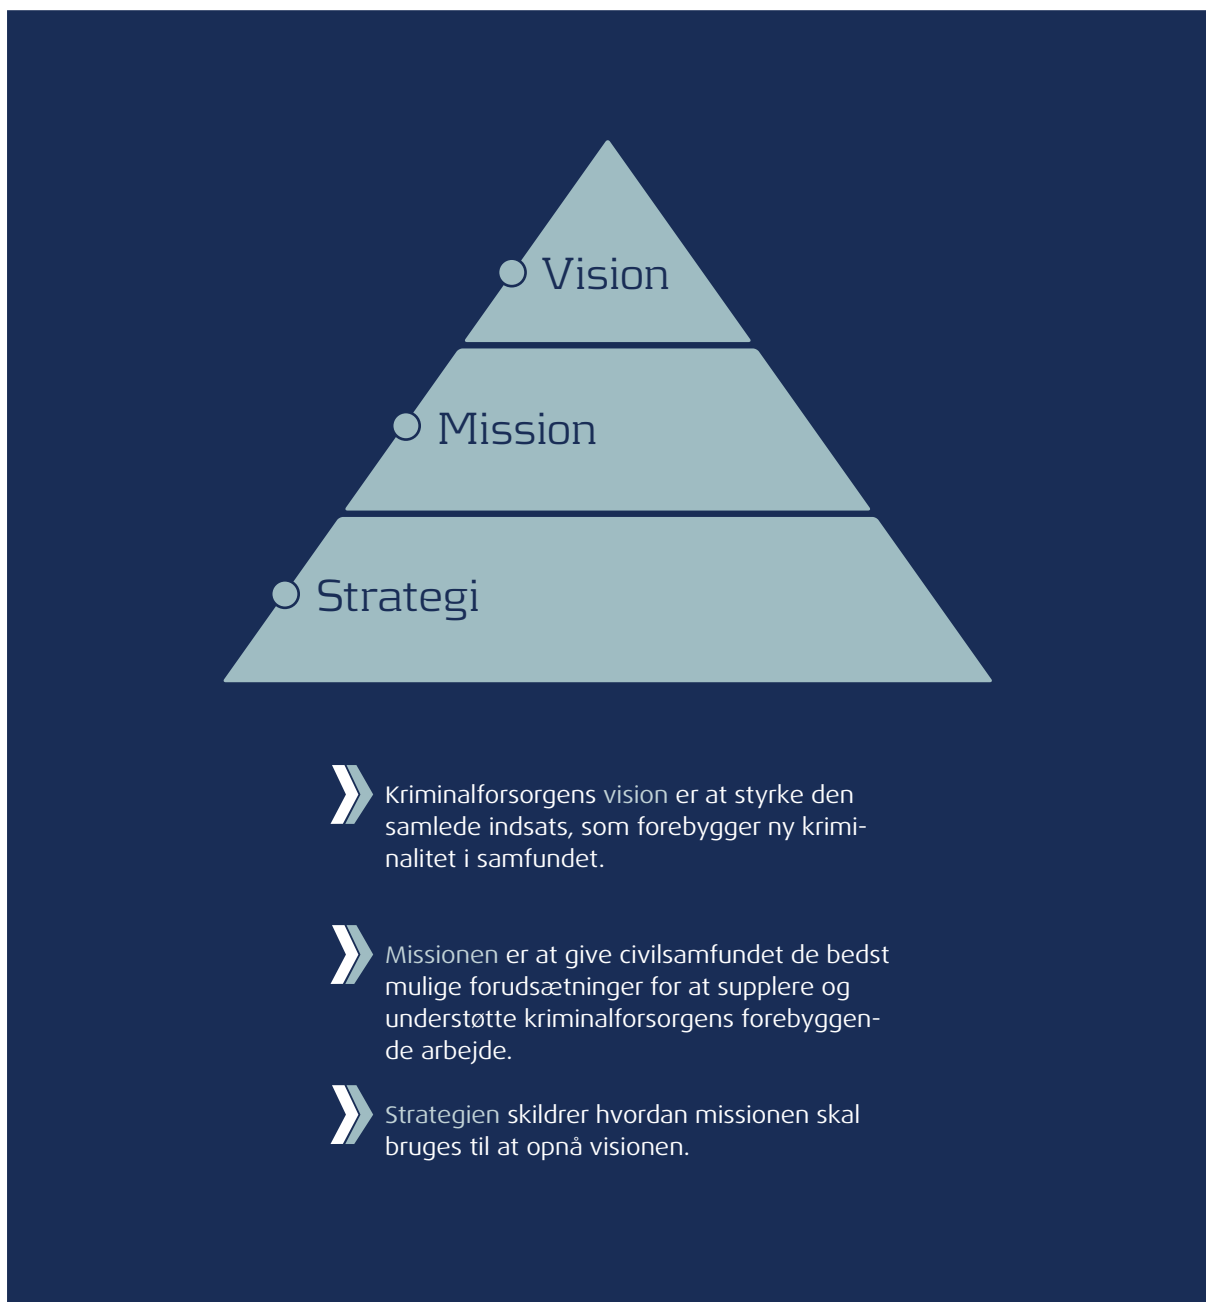 Vision
Mission
Strategi
Kriminalforsorgens vision er at styrke den
samlede indsats, som forebygger ny krimi-
nalitet i samfundet.
Missionen er at give civilsamfundet de bedst
mulige forudsætninger for at supplere og
understøtte kriminalforsorgens forebyggen-
de arbejde.
Strategien skildrer hvordan missionen skal
bruges til at opnå visionen.